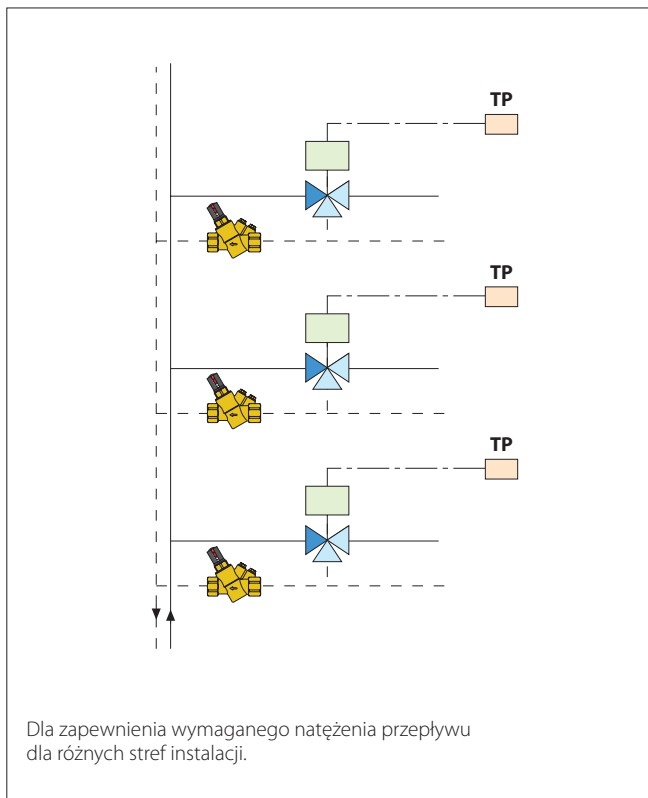 TP
TP
TP
Dla zapewnienia wymaganego natężenia przepływu
dla różnych stref instalacji.